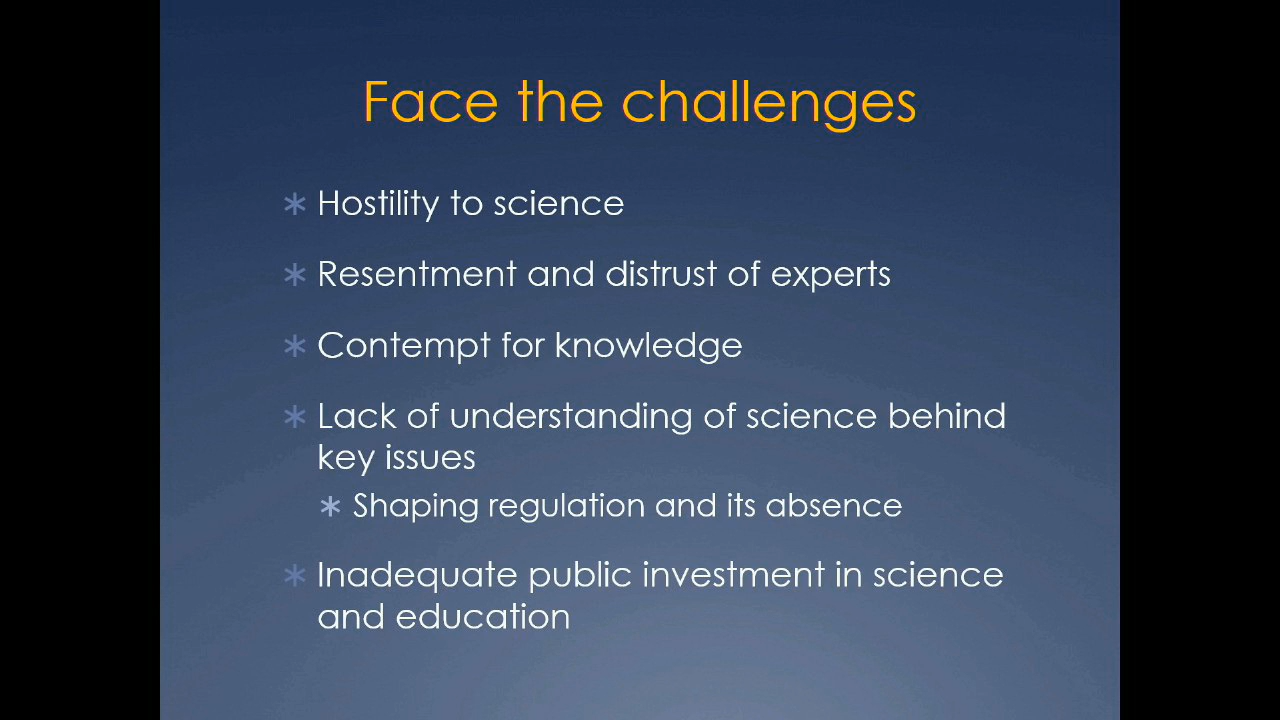 Face the challenges
* Hostility to science
* Resentment and distrust of experts
* Contempt for knowledge
* Lack of understanding of science behind
key issues
* Shaping regulation and its absence
* Inadequate public investment in science
and education